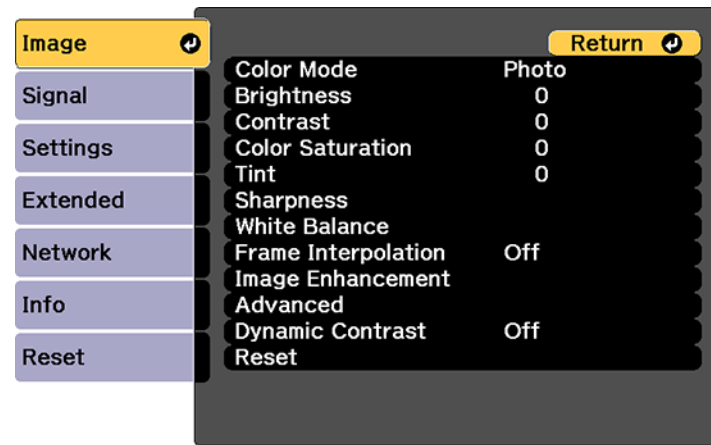 Image
Signal
Settings
Extended
Network
Info
Reset
Return
Color Mode Photo
Brightness 0
Contrast 0
Color Saturation 0
Tint 0
Sharpness
White Balance
Frame Interpolation Off
Image Enhancement
Advanced
Dynamic Contrast Off
Reset